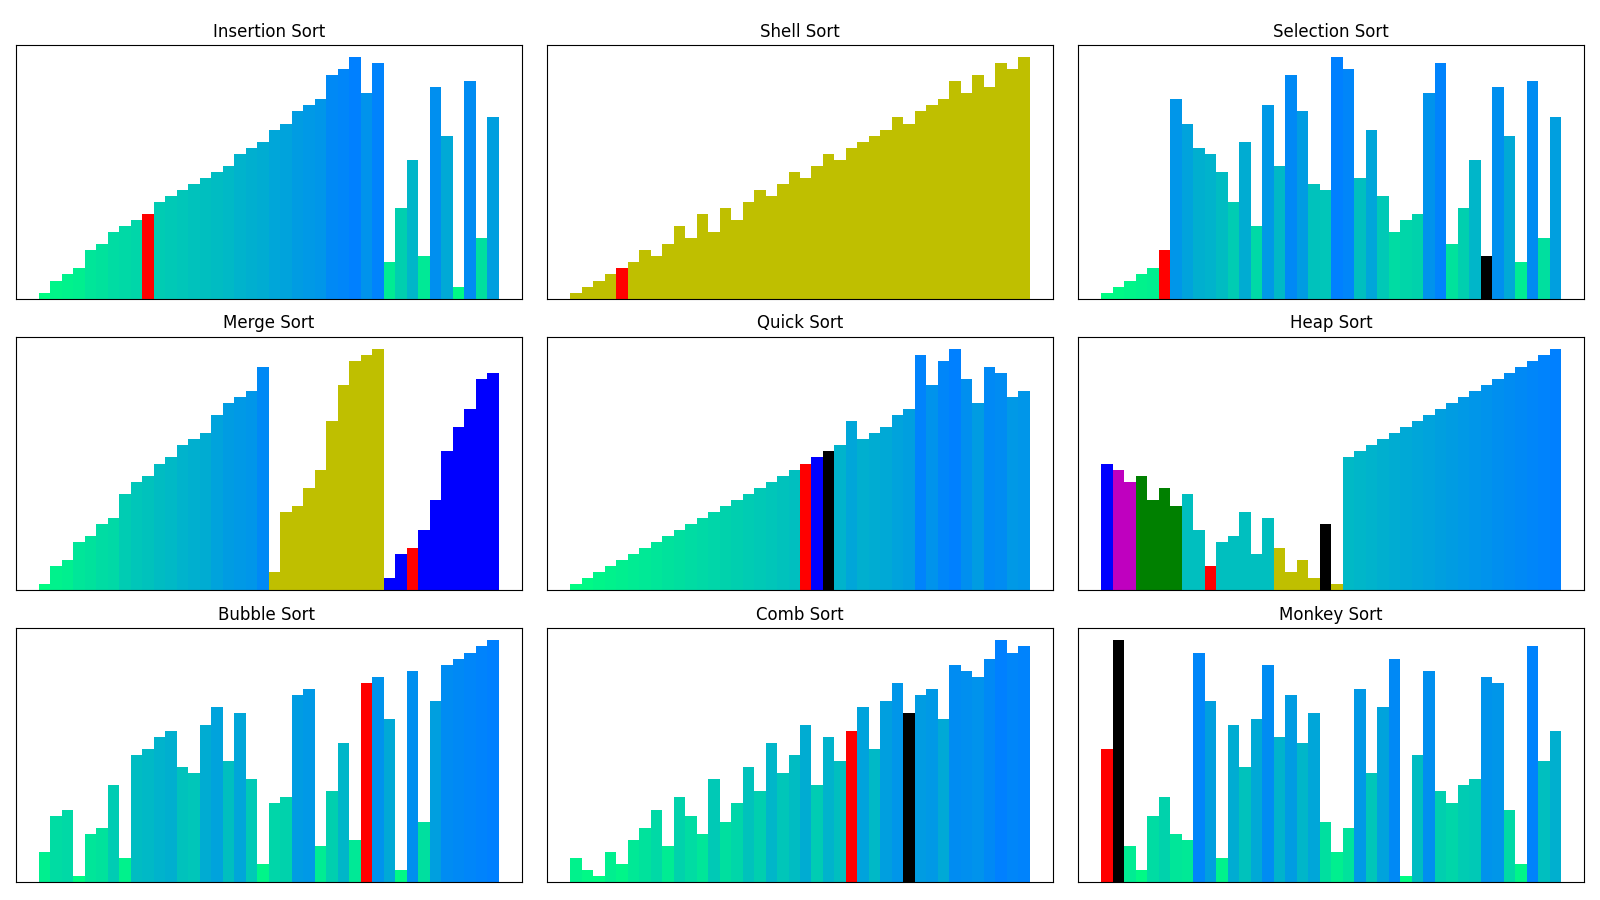 Insertion Sort
Shell Sort
Selection Sort
Merge Sort
Quick Sort
Heap Sort
Bubble Sort
Comb Sort
Monkey Sort